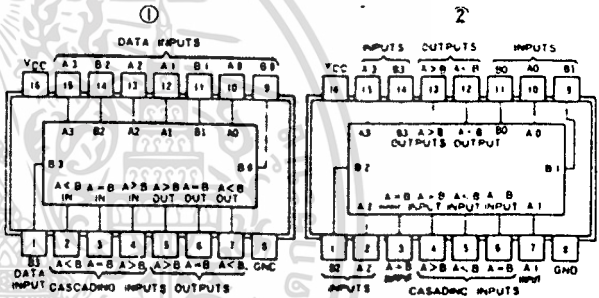 ① 2
DATA INPUTS
VCC A3 B2 A2 A1 B1 A0 B0
16 15 14 13 12 11 10 9
A3 B2 A2 A1 B1 A0
B3 B0
A<B A=B A>B A>B A=B A<B
IN IN IN OUT OUT OUT
1 2 3 4 5 6 7 8
B3 A<B A=B A>B A>B A=B A<B GND
DATA
INPUT CASCADING INPUTS OUTPUTS
INPUTS OUTPUTS INPUTS
VCC A3 B3 A>B A<B B0 A0 B1
16 15 14 13 12 11 10 9
A3 B3 A>B A<B B0 A0
OUTPUTS OUTPUT
B2 B1
A=B A>B A<B A B
A2 INPUT INPUT INPUT A1
1 2 3 4 5 6 7 8
B2 A2 A=B A>B A<B A=B A1 GND
OUTPUT INPUT
INPUTS CASCADING INPUTS